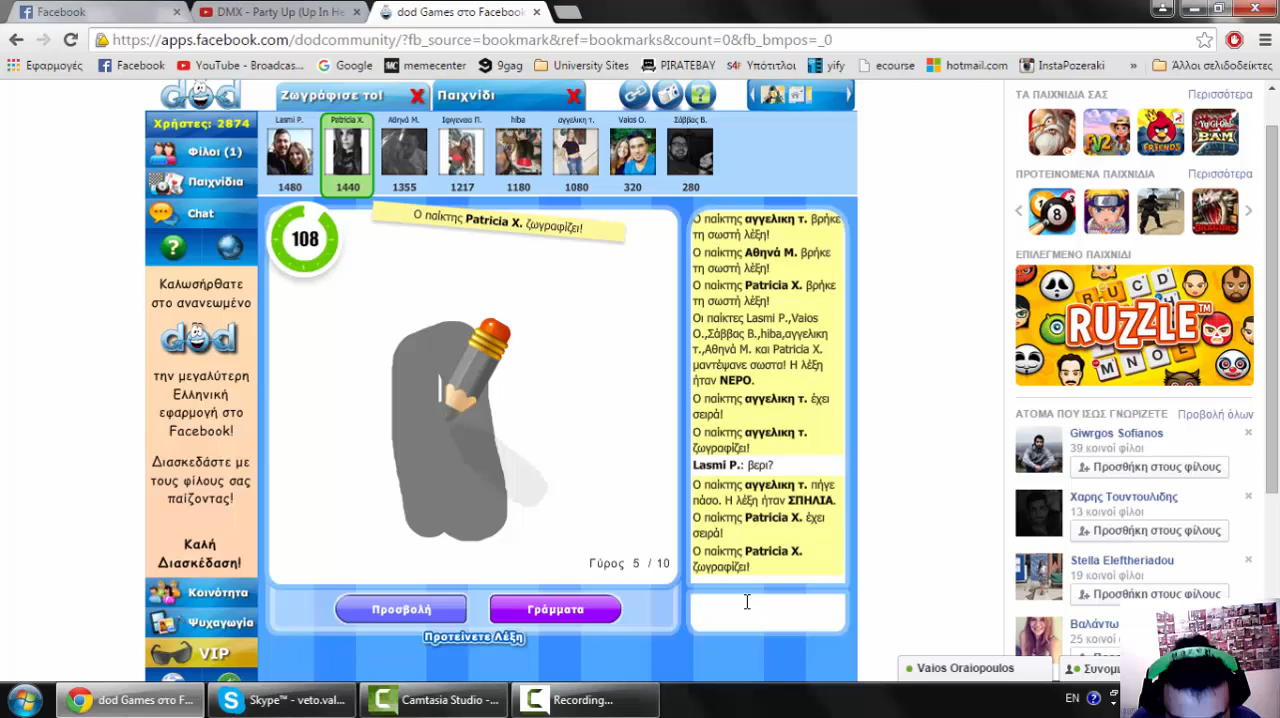 Facebook
DMX - Party Up (Up In He
dod Games στο Facebook
https://apps.facebook.com/dodcommunity/?fb_source=bookmark&ref=bookmarks&count=0&fb_bmpos=_0
Εφαρμογές
Facebook
YouTube - Broadcas...
Google
memecenter
9gag
University Sites
PIRATEBAY
S4F Υπότιτλοι
yify
ecourse
hotmail.com
InstaPozeraki
»
Άλλοι σελιδοδείκτες
dod
Ζωγράφισε το!
Παιχνίδι
Χρήστες: 2874
Φίλοι (1)
Παιχνίδια
Chat
Καλωσήρθατε
στο ανανεωμένο
dod
την μεγαλύτερη
Ελληνική
εφαρμογή στο
Facebook!
Διασκεδάστε με
τους φίλους σας
παίζοντας!
Καλή
Διασκέδαση!
Κοινότητα
Ψυχαγωγία
VIP
Lasmi P.
Patricia X.
Αθηνά Μ.
Ιφιγενεια Π.
hiba
αγγελικη τ.
Vaios O.
Σάββας Β.
1480
1440
1355
1217
1180
1080
320
280
Ο παίκτης Patricia X. ζωγραφίζει!
108
Γύρος 5 / 10
Προσβολή
Γράμματα
Προτείνετε Λέξη
Ο παίκτης αγγελικη τ. βρήκε
τη σωστή λέξη!
Ο παίκτης Αθηνά Μ. βρήκε
τη σωστή λέξη!
Ο παίκτης Patricia X. βρήκε
τη σωστή λέξη!
Οι παίκτες Lasmi P.,Vaios
O.,Σάββας Β.,hiba,αγγελικη
τ.,Αθηνά Μ. και Patricia X.
μαντέψανε σωστα! Η λέξη
ήταν ΝΕΡΟ.
Ο παίκτης αγγελικη τ. έχει
σειρά!
Ο παίκτης αγγελικη τ.
ζωγραφίζει!
Lasmi P.: βερι?
Ο παίκτης αγγελικη τ. πήγε
πάσο. Η λέξη ήταν ΣΠΗΛΙΑ.
Ο παίκτης Patricia X. έχει
σειρά!
Ο παίκτης Patricia X.
ζωγραφίζει!
ΤΑ ΠΑΙΧΝΙΔΙΑ ΣΑΣ
Περισσότερα
ΠΡΟΤΕΙΝΟΜΕΝΑ ΠΑΙΧΝΙΔΙΑ
Περισσότερα
ΕΠΙΛΕΓΜΕΝΟ ΠΑΙΧΝΙΔΙ
RUZZLE
ΑΤΟΜΑ ΠΟΥ ΙΣΩΣ ΓΝΩΡΙΖΕΤΕ
Προβολή όλων
Giwrgos Sofianos
39 κοινοί φίλοι
Προσθήκη στους φίλους
Χαρης Τουντουλιδης
13 κοινοί φίλοι
Προσθήκη στους φίλους
Stella Eleftheriadou
19 κοινοί φίλοι
Προσθήκη στους φίλους
25 κοινοί φίλοι
Vaios Oraiopoulos
dod Games στο F...
Skype™ - veto.val...
Camtasia Studio -...
Recording...
EN